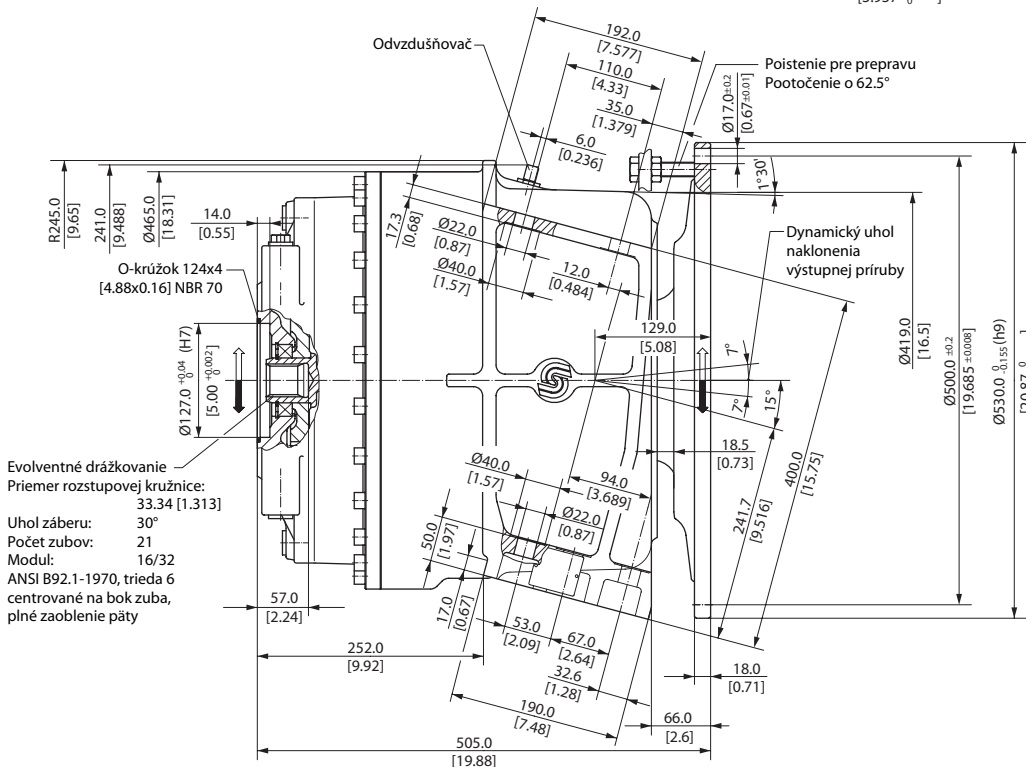 192.0
[7.577]
Odvzdušňovač
110.0
[4.33]
Poistenie pre prepravu
Pootočenie o 62.5°
35.0
[1.379]
Ø17.0±0.2
[0.67±0.01]
6.0
[0.236]
1°30'
R245.0
[9.65]
241.0
[9.488]
Ø465.0
[18.31]
14.0
[0.55]
17.3
[0.68]
Ø22.0
[0.87]
Dynamický uhol
naklonenia
výstupnej príruby
O-krúžok 124x4
[4.88x0.16] NBR 70
Ø40.0
[1.57]
12.0
[0.484]
129.0
[5.08]
Ø127.0 +0.04 0 (H7)
[5.00 +0.002 0]
7°
7°
15°
Ø419.0
[16.5]
Ø500.0 ±0.2
[19.685 ±0.008]
Ø530.0 0 -0.155 (h9)
18.5
[0.73]
400.0
[15.75]
241.7
[9.516]
Evolventné drážkovanie
Priemer rozstupovej kružnice:
33.34 [1.313]
Uhol záberu: 30°
Počet zubov: 21
Modul: 16/32
ANSI B92.1-1970, trieda 6
centrované na bok zuba,
plné zaoblenie päty
Ø40.0
[1.57]
94.0
[3.689]
Ø22.0
[0.87]
50.0
[1.97]
17.0
[0.67]
57.0
[2.24]
53.0
[2.09]
67.0
[2.64]
252.0
[9.92]
32.6
[1.28]
18.0
[0.71]
190.0
[7.48]
66.0
[2.6]
505.0
[19.88]